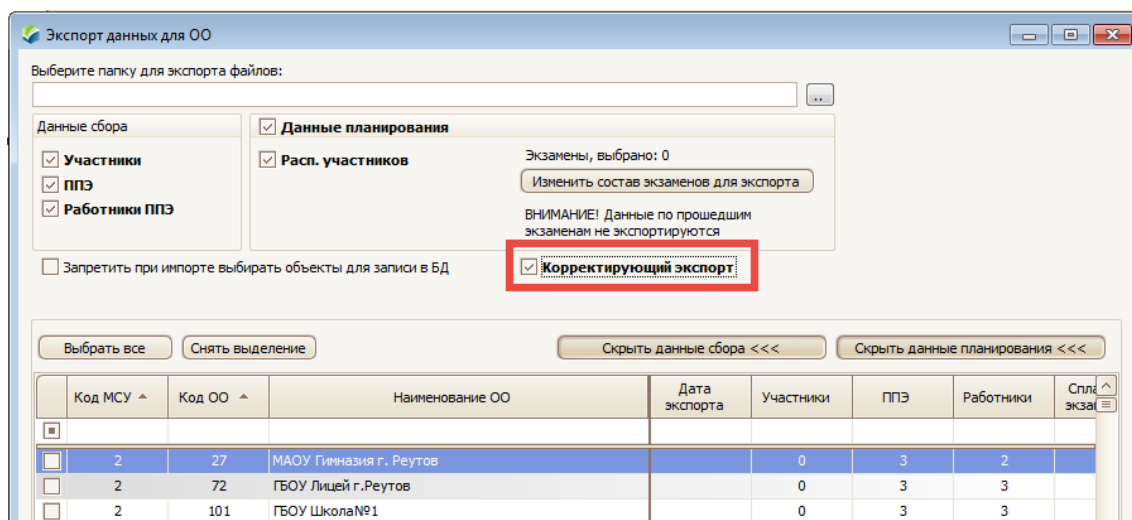 Экспорт данных для ОО
Выберите папку для экспорта файлов:
..
Данные сбора
Данные планирования
Участники
Расп. участников
Экзамены, выбрано: 0
ППЭ
Изменить состав экзаменов для экспорта
Работники ППЭ
ВНИМАНИЕ! Данные по прошедшим
экзаменам не экспортируются
Запретить при импорте выбирать объекты для записи в БД
Корректирующий экспорт
Выбрать все
Снять выделение
Скрыть данные сбора <<<
Скрыть данные планирования <<<
Код МСУ Код ОО Наименование ОО Дата экспорта Участники ППЭ Работники
2 27 МАОУ Гимназия г. Реутов 0 3 2
2 72 ГБОУ Лицей г.Реутов 0 3 3
2 101 ГБОУ Школа№1 0 3 3